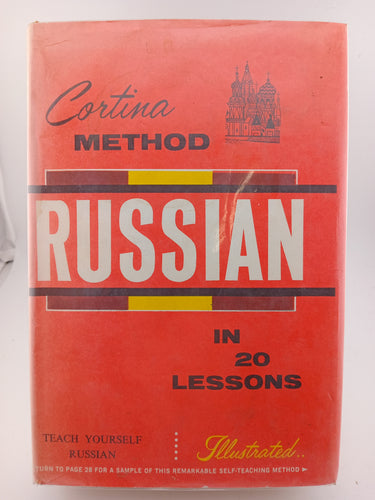 Cortina
METHOD
RUSSIAN
IN
20
LESSONS
TEACH YOURSELF
RUSSIAN
Illustrated..
TURN TO PAGE 28 FOR A SAMPLE OF THIS REMARKABLE SELF-TEACHING METHOD